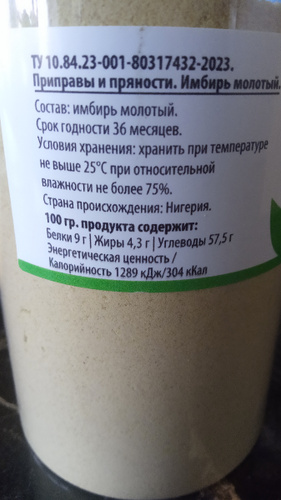 ТУ 10.84.23-001-80317432-2023.
Приправы и пряности. Имбирь молотый.
Состав: имбирь молотый.
Срок годности 36 месяцев.
Условия хранения: хранить при температуре
не выше 25°С при относительной
влажности не более 75%.
Страна происхождения: Нигерия.
100 гр. продукта содержит:
Белки 9 г | Жиры 4,3 г | Углеводы 57,5 г
Энергетическая ценность /
Калорийность 1289 кДж/304 кКал